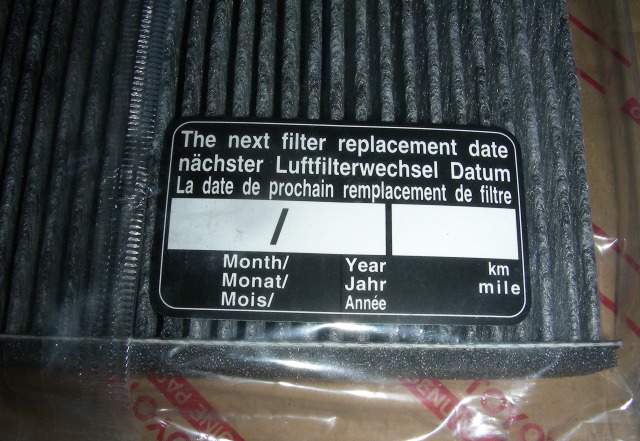 The next filter replacement date
nächster Luftfilterwechsel Datum
La date de prochain remplacement de filtre
/
Month/ Year km
Monat/ Jahr mile
Mois/ Année